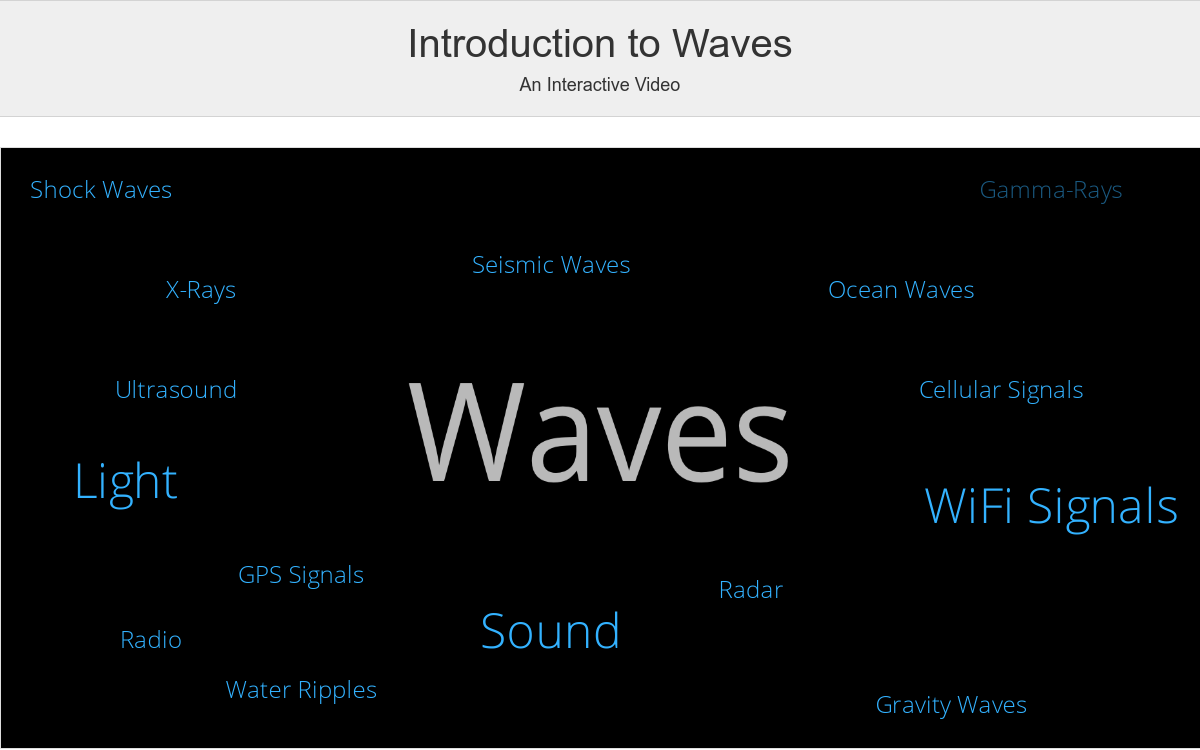 Introduction to Waves
An Interactive Video
Shock Waves
Gamma-Rays
Seismic Waves
X-Rays
Ocean Waves
Ultrasound
Cellular Signals
Waves
Light
WiFi Signals
GPS Signals
Radar
Sound
Radio
Water Ripples
Gravity Waves